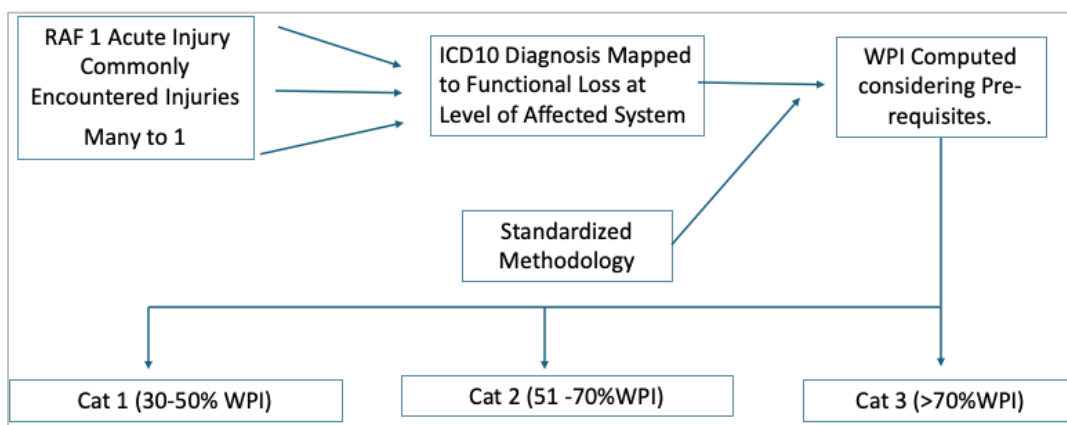 RAF 1 Acute Injury
Commonly
Encountered Injuries
Many to 1
ICD10 Diagnosis Mapped
to Functional Loss at
Level of Affected System
WPI Computed
considering Pre-
requisites.
Standardized
Methodology
Cat 1 (30-50% WPI)
Cat 2 (51 -70%WPI)
Cat 3 (>70%WPI)